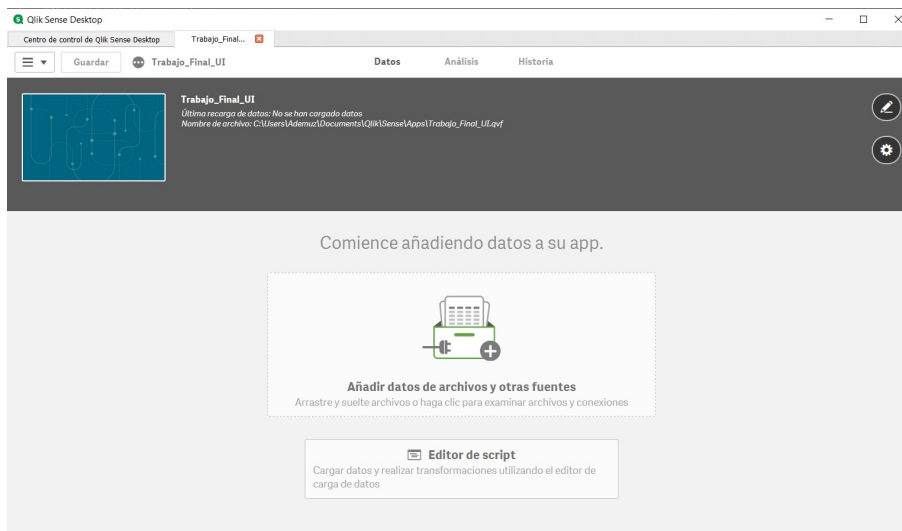 Qlik Sense Desktop
Centro de control de Qlik Sense Desktop
Trabajo_Final...
Guardar
Trabajo_Final_UI
Datos
Análisis
Historia
Trabajo_Final_UI
Última recarga de datos: No se han cargado datos
Nombre de archivo: C:\Users\Ademuz\Documents\Qlik\Sense\Apps\Trabajo_Final_UI.qvf
Comience añadiendo datos a su app.
Añadir datos de archivos y otras fuentes
Arrastre y suelte archivos o haga clic para examinar archivos y conexiones
Editor de script
Cargar datos y realizar transformaciones utilizando el editor de
carga de datos